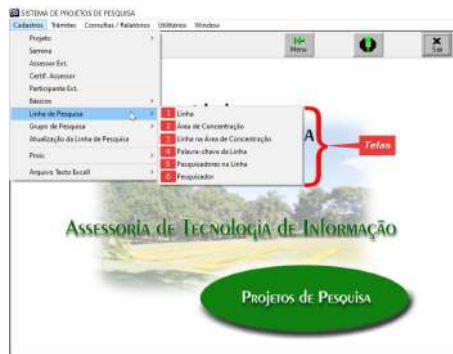 SISTEMA DE PROJETOS DE PESQUISA
Cadastros Trâmites Consultas / Relatórios Utilitários Window
Projeto
Semina
Assessor Ext.
Certif. Assessor
Participante Ext.
Básicos
Linha de Pesquisa
Grupo de Pesquisa
Atualização da Linha de Pesquisa
Proic
Arquivo Texto Excell
Menu
Sai
1 Linha
2 Área de Concentração
3 Linha na Área de Concentração
4 Palavra-chave da Linha
5 Pesquisadores na Linha
6 Pesquisador
A
Telas
Assessoria de Tecnologia de Informação
Projetos de Pesquisa